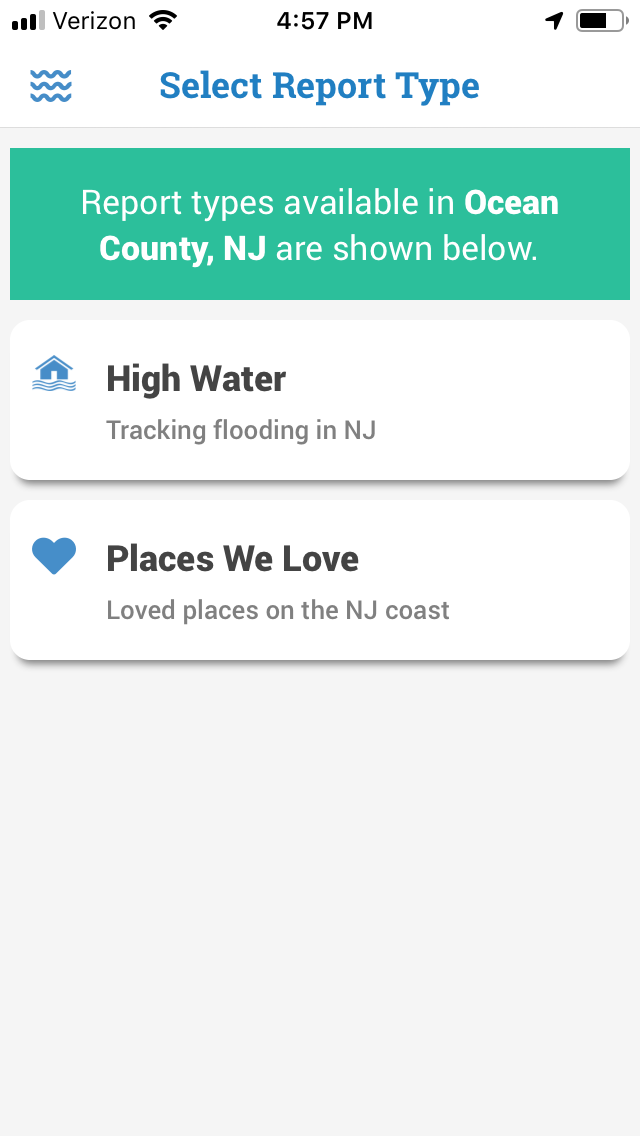 Verizon 4:57 PM
Select Report Type
Report types available in Ocean
County, NJ are shown below.
High Water
Tracking flooding in NJ
Places We Love
Loved places on the NJ coast